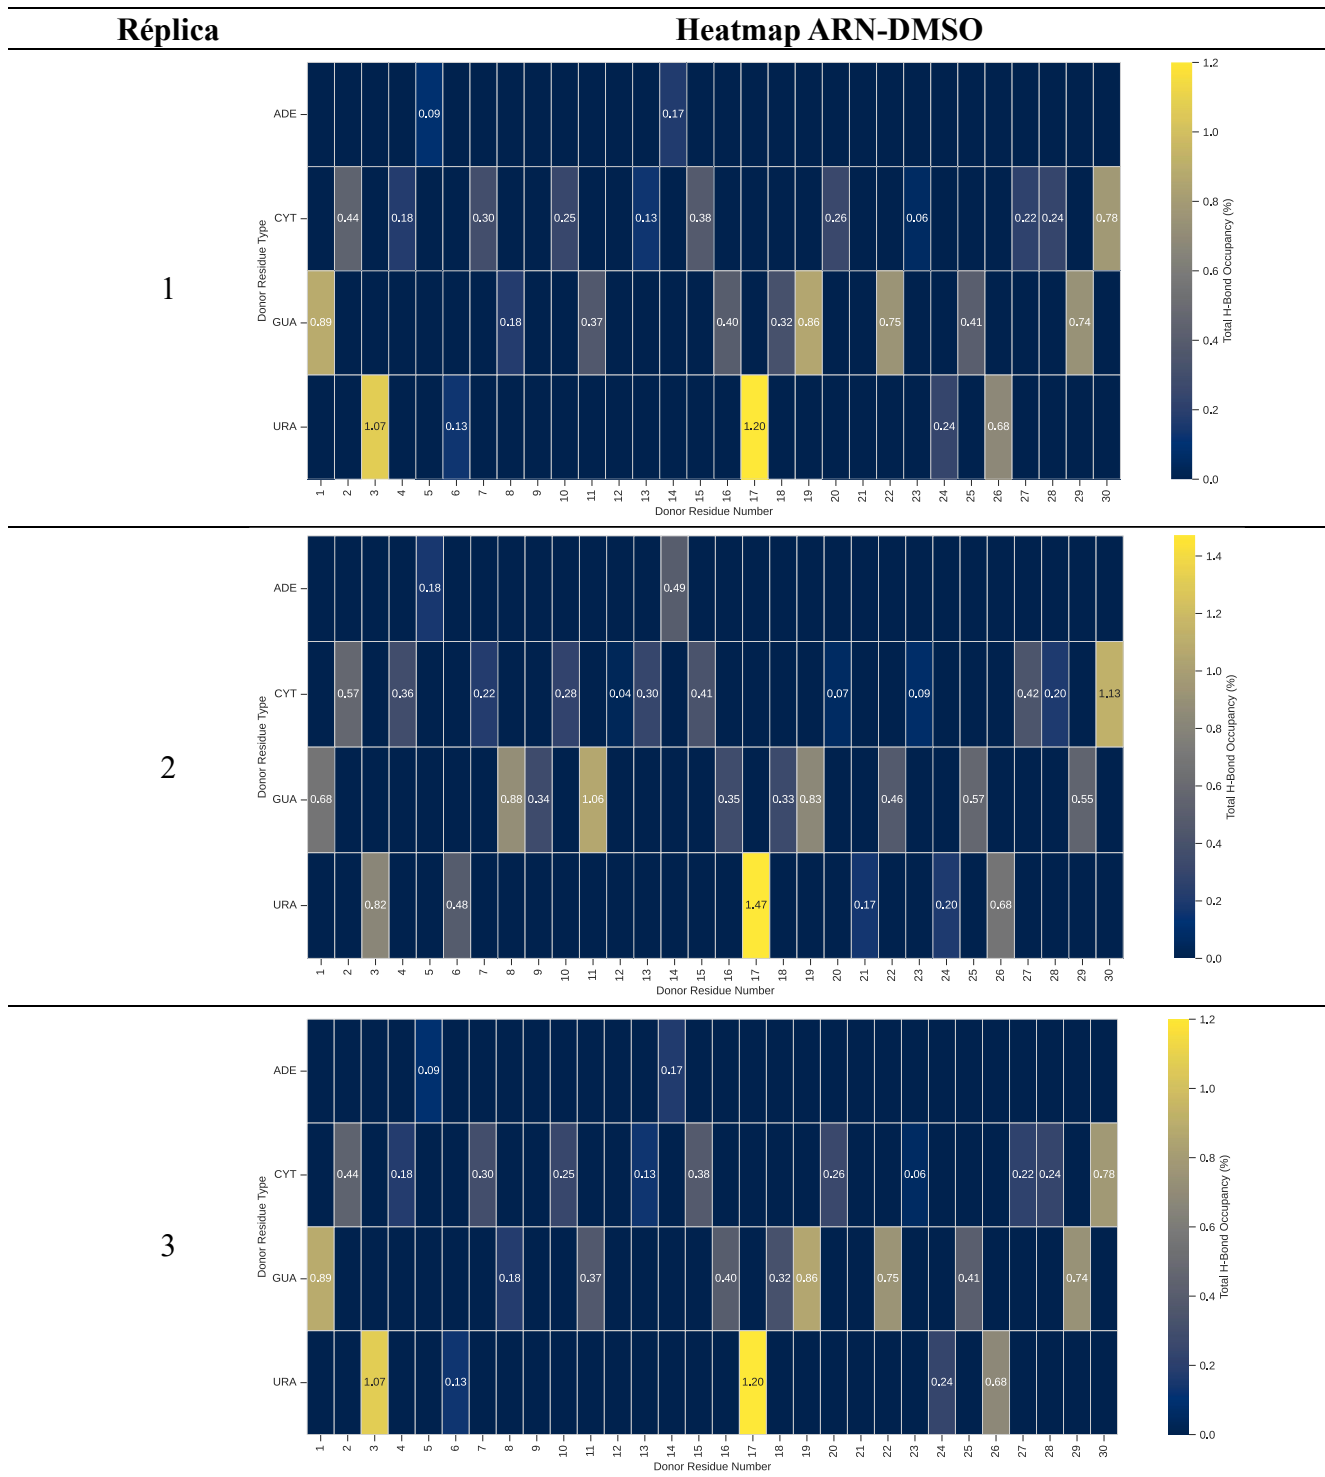 Réplica Heatmap ARN-DMSO
1
Donor Residue Type
ADE 0.09 0.17
CYT 0.44 0.18 0.30 0.25 0.13 0.38 0.26 0.06 0.22 0.24 0.78
GUA 0.89 0.18 0.37 0.40 0.32 0.86 0.75 0.41 0.74
URA 1.07 0.13 1.20 0.24 0.68
1 2 3 4 5 6 7 8 9 10 11 12 13 14 15 16 17 18 19 20 21 22 23 24 25 26 27 28 29 30
Donor Residue Number
1.2
1.0
0.8
0.6
0.4
0.2
0.0
Total H-Bond Occupancy (%)
2
Donor Residue Type
ADE 0.18 0.49
CYT 0.57 0.36 0.22 0.28 0.04 0.30 0.41 0.07 0.09 0.42 0.20 1.13
GUA 0.68 0.88 0.34 1.06 0.35 0.33 0.83 0.46 0.57 0.55
URA 0.82 0.48 1.47 0.17 0.20 0.68
1 2 3 4 5 6 7 8 9 10 11 12 13 14 15 16 17 18 19 20 21 22 23 24 25 26 27 28 29 30
Donor Residue Number
1.4
1.2
1.0
0.8
0.6
0.4
0.2
0.0
Total H-Bond Occupancy (%)
3
Donor Residue Type
ADE 0.09 0.17
CYT 0.44 0.18 0.30 0.25 0.13 0.38 0.26 0.06 0.22 0.24 0.78
GUA 0.89 0.18 0.37 0.40 0.32 0.86 0.75 0.41 0.74
URA 1.07 0.13 1.20 0.24 0.68
1 2 3 4 5 6 7 8 9 10 11 12 13 14 15 16 17 18 19 20 21 22 23 24 25 26 27 28 29 30
Donor Residue Number
1.2
1.0
0.8
0.6
0.4
0.2
0.0
Total H-Bond Occupancy (%)